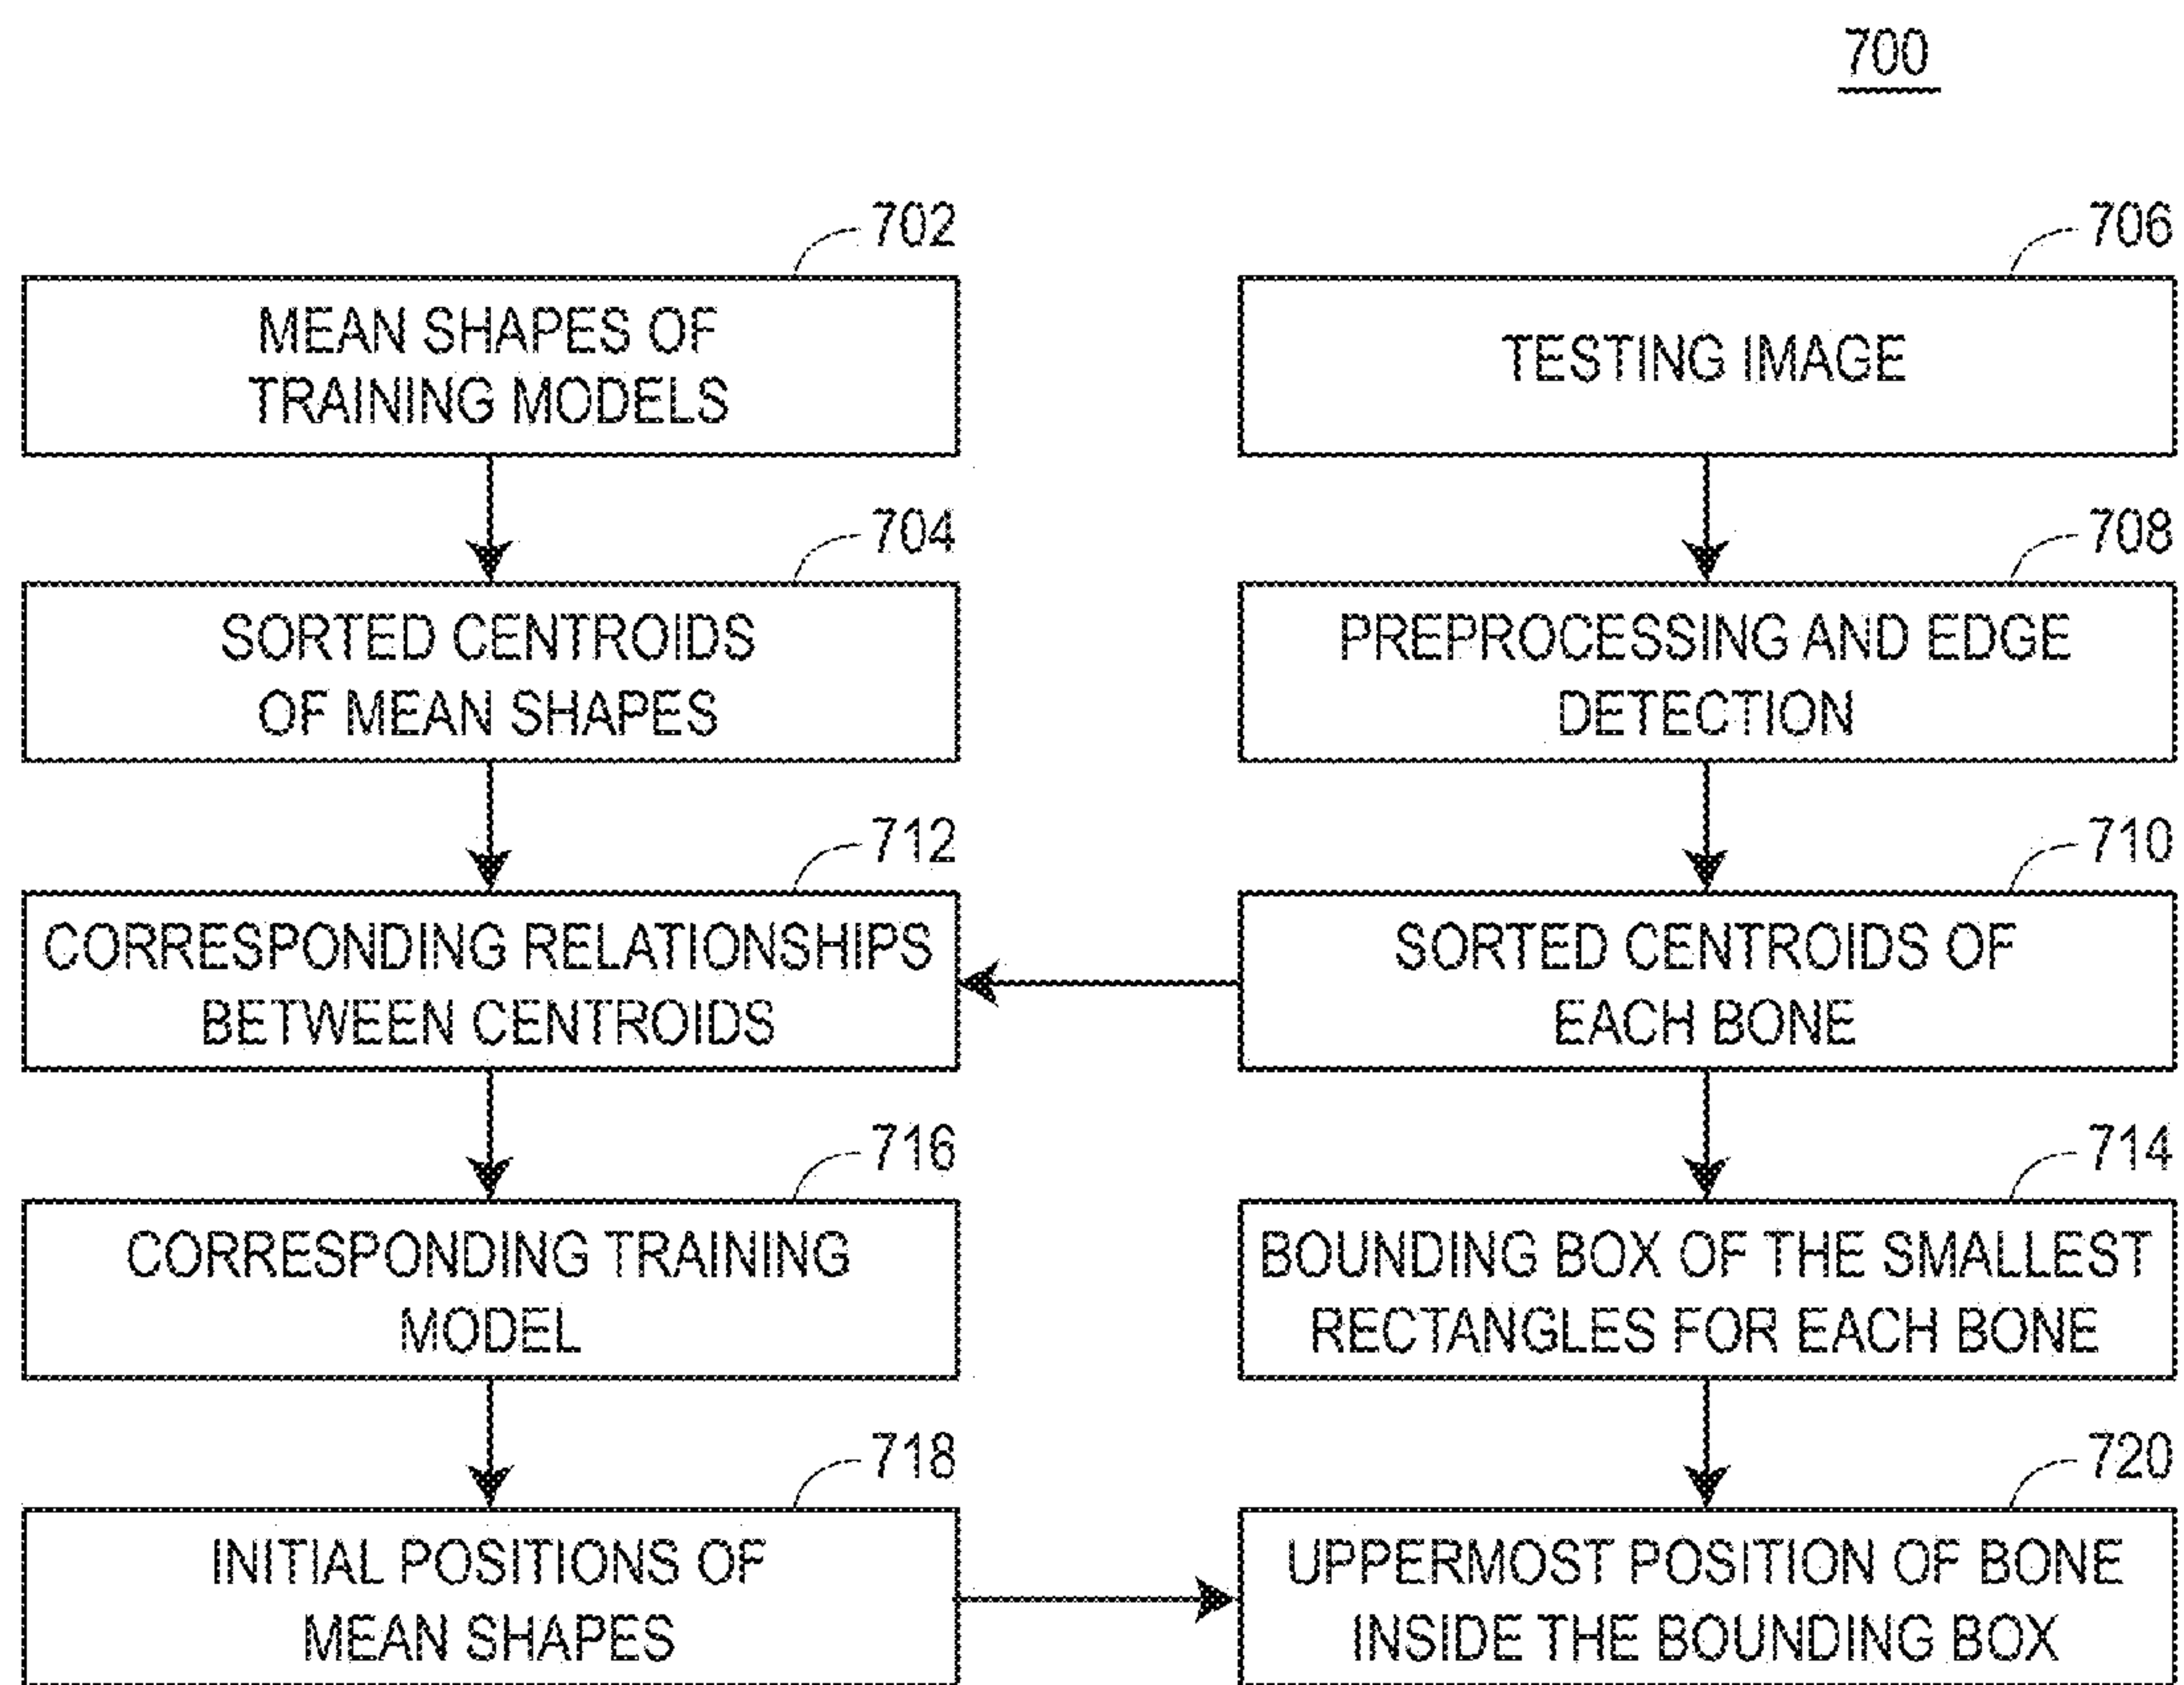 700
702
MEAN SHAPES OF
TRAINING MODELS
706
TESTING IMAGE
704
SORTED CENTROIDS
OF MEAN SHAPES
708
PREPROCESSING AND EDGE
DETECTION
712
CORRESPONDING RELATIONSHIPS
BETWEEN CENTROIDS
710
SORTED CENTROIDS OF
EACH BONE
716
CORRESPONDING TRAINING
MODEL
714
BOUNDING BOX OF THE SMALLEST
RECTANGLES FOR EACH BONE
718
INITIAL POSITIONS OF
MEAN SHAPES
720
UPPERMOST POSITION OF BONE
INSIDE THE BOUNDING BOX